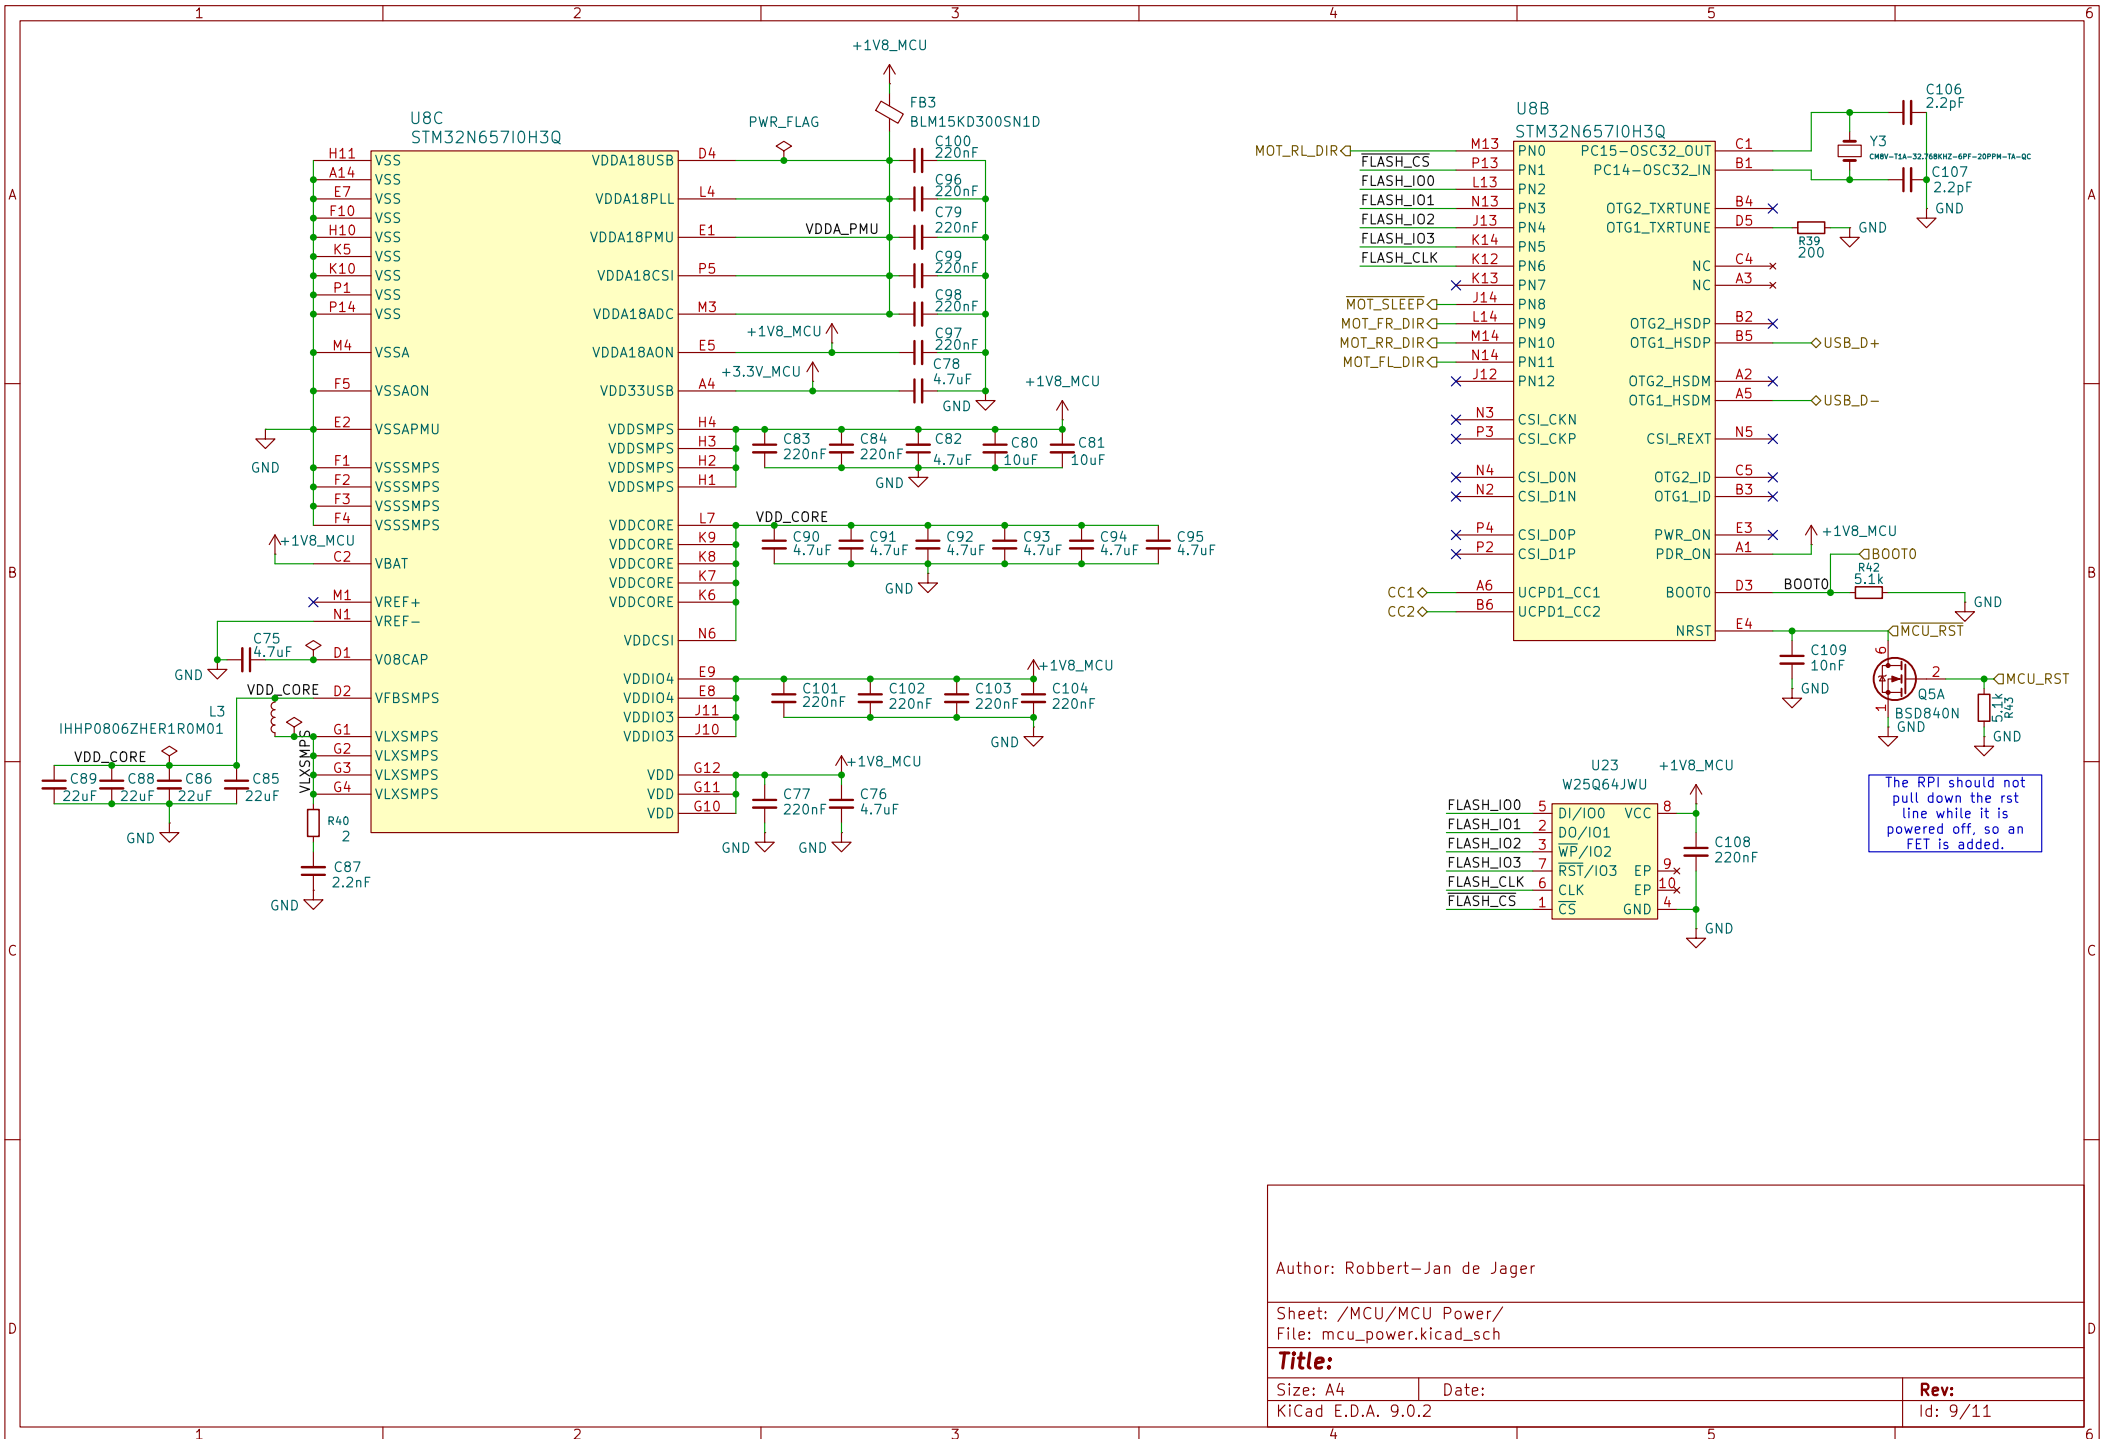 1 2 3 4 5 6
A
B
C
D
+1V8_MCU
FB3
BLM15KD300SN1D
PWR_FLAG
U8C
STM32N657I0H3Q
H11 VSS
A14 VSS
E7 VSS
F10 VSS
H10 VSS
K5 VSS
K10 VSS
P1 VSS
P14 VSS
M4 VSSA
F5 VSSAON
E2 VSSAPMU
GND
F1 VSSSMPS
F2 VSSSMPS
F3 VSSSMPS
F4 VSSSMPS
+1V8_MCU
C2 VBAT
M1 VREF+
N1 VREF-
C75
4.7uF
GND
D1 V08CAP
VDD_CORE
D2 VFBSMPS
L3
IHHP0806ZHER1R0M01
G1 VLXSMPS
G2 VLXSMPS
G3 VLXSMPS
G4 VLXSMPS
VLXSMPS
VDD_CORE
C89
22uF
C88
22uF
C86
22uF
C85
22uF
GND
R40
2
C87
2.2nF
GND
VDDA18USB D4
VDDA18PLL L4
VDDA18PMU E1
VDDA_PMU
VDDA18CSI P5
VDDA18ADC M3
VDDA18AON E5
+1V8_MCU
VDD33USB A4
+3.3V_MCU
C100
220nF
C96
220nF
C79
220nF
C99
220nF
C98
220nF
C97
220nF
C78
4.7uF
GND
+1V8_MCU
VDDSMPS H4
VDDSMPS H3
VDDSMPS H2
VDDSMPS H1
C83
220nF
C84
220nF
C82
4.7uF
C80
10uF
C81
10uF
GND
VDD_CORE
VDDCORE L7
VDDCORE K9
VDDCORE K8
VDDCORE K7
VDDCORE K6
VDDCSI N6
C90
4.7uF
C91
4.7uF
C92
4.7uF
C93
4.7uF
C94
4.7uF
C95
4.7uF
GND
+1V8_MCU
VDDIO4 E9
VDDIO4 E8
VDDIO3 J11
VDDIO3 J10
C101
220nF
C102
220nF
C103
220nF
C104
220nF
GND
+1V8_MCU
VDD G12
VDD G11
VDD G10
C77
220nF
C76
4.7uF
GND
GND
U8B
STM32N657I0H3Q
MOT_RL_DIR M13 PN0
FLASH_CS P13 PN1
FLASH_IO0 L13 PN2
FLASH_IO1 N13 PN3
FLASH_IO2 J13 PN4
FLASH_IO3 K14 PN5
FLASH_CLK K12 PN6
K13 PN7
MOT_SLEEP J14 PN8
MOT_FR_DIR L14 PN9
MOT_RR_DIR M14 PN10
MOT_FL_DIR N14 PN11
J12 PN12
N3 CSI_CKN
P3 CSI_CKP
N4 CSI_D0N
N2 CSI_D1N
P4 CSI_D0P
P2 CSI_D1P
CC1 A6 UCPD1_CC1
CC2 B6 UCPD1_CC2
PC15-OSC32_OUT C1
PC14-OSC32_IN B1
OTG2_TXRTUNE B4
OTG1_TXRTUNE D5
NC C4
NC A3
OTG2_HSDP B2
OTG1_HSDP B5 USB_D+
OTG2_HSDM A2
OTG1_HSDM A5 USB_D-
CSI_REXT N5
OTG2_ID C5
OTG1_ID B3
PWR_ON E3
PDR_ON A1
BOOT0 D3
NRST E4
C106
2.2pF
Y3
CM8V-T1A-32.768KHZ-6PF-20PPM-TA-QC
C107
2.2pF
GND
R39
200
GND
+1V8_MCU
BOOT0
BOOT0
R42
5.1k
GND
MCU_RST
C109
10nF
GND
6
2
1
Q5A
BSD840N
GND
MCU_RST
R43
5.1k
GND
U23
W25Q64JWU
+1V8_MCU
FLASH_IO0 5 DI/IO0
FLASH_IO1 2 DO/IO1
FLASH_IO2 3 WP/IO2
FLASH_IO3 7 RST/IO3
FLASH_CLK 6 CLK
FLASH_CS 1 CS
VCC 8
EP 9
EP 10
GND 4
C108
220nF
GND
The RPI should not
pull down the rst
line while it is
powered off, so an
FET is added.
Author: Robbert-Jan de Jager
Sheet: /MCU/MCU Power/
File: mcu_power.kicad_sch
Title:
Size: A4 Date: Rev:
KiCad E.D.A. 9.0.2 Id: 9/11
A
B
C
D
1 2 3 4 5 6